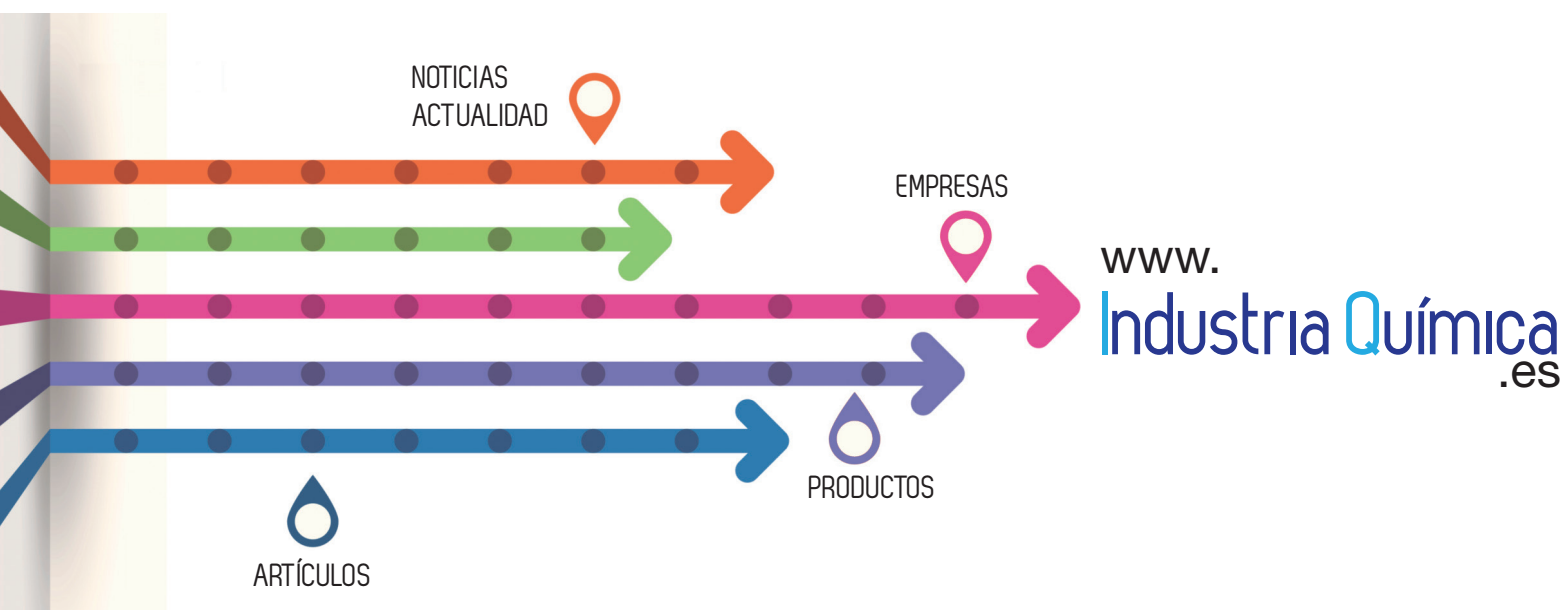 NOTICIAS
ACTUALIDAD
EMPRESAS
www.
Industria Química
.es
PRODUCTOS
ARTÍCULOS